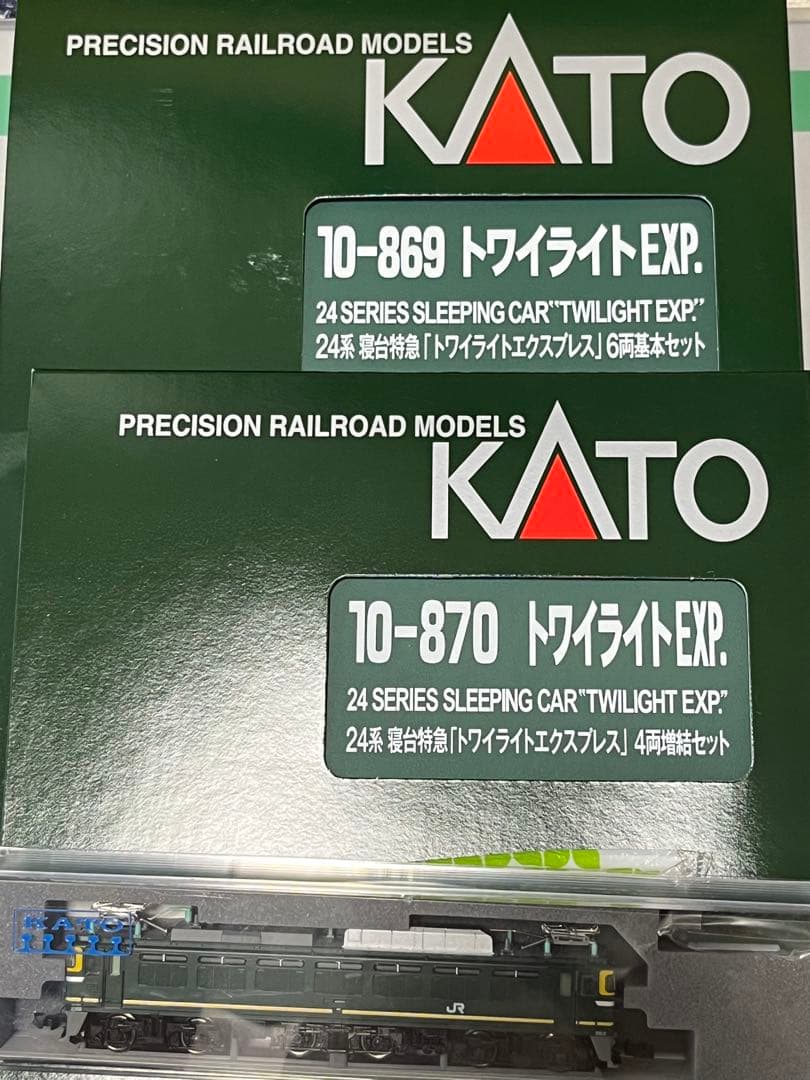 PRECISION RAILROAD MODELS
KATO
10-869 トワイライトEXP.
24 SERIES SLEEPING CAR "TWILIGHT EXP."
24系 寝台特急「トワイライトエクスプレス」6両基本セット
PRECISION RAILROAD MODELS
KATO
10-870 トワイライトEXP.
24 SERIES SLEEPING CAR "TWILIGHT EXP."
24系 寝台特急「トワイライトエクスプレス」4両増結セット
KATO
JR